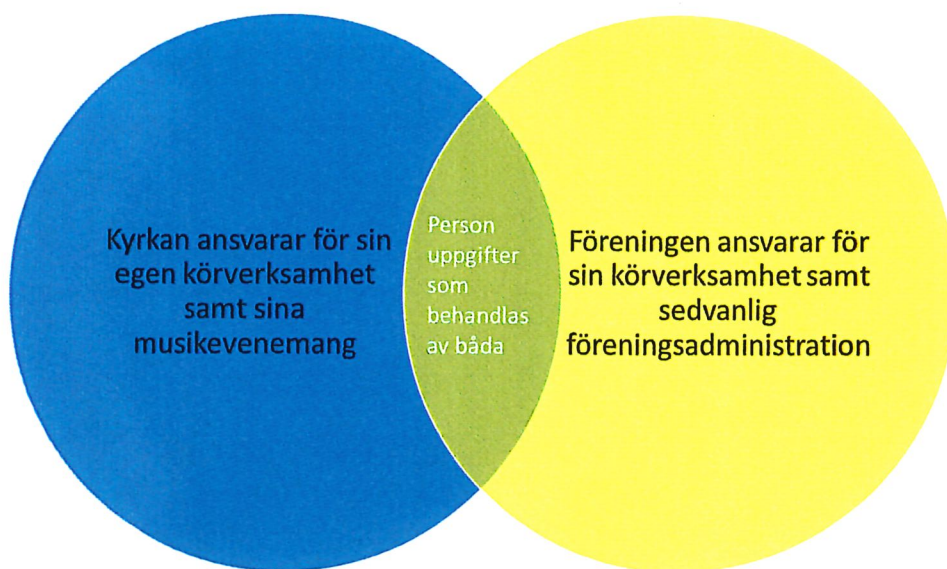 Kyrkan ansvarar för sin
egen körverksamhet
samt sina
musikevenemang
Person
uppgifter
som
behandlas
av båda
Föreningen ansvarar för
sin körverksamhet samt
sedvanlig
föreningsadministration